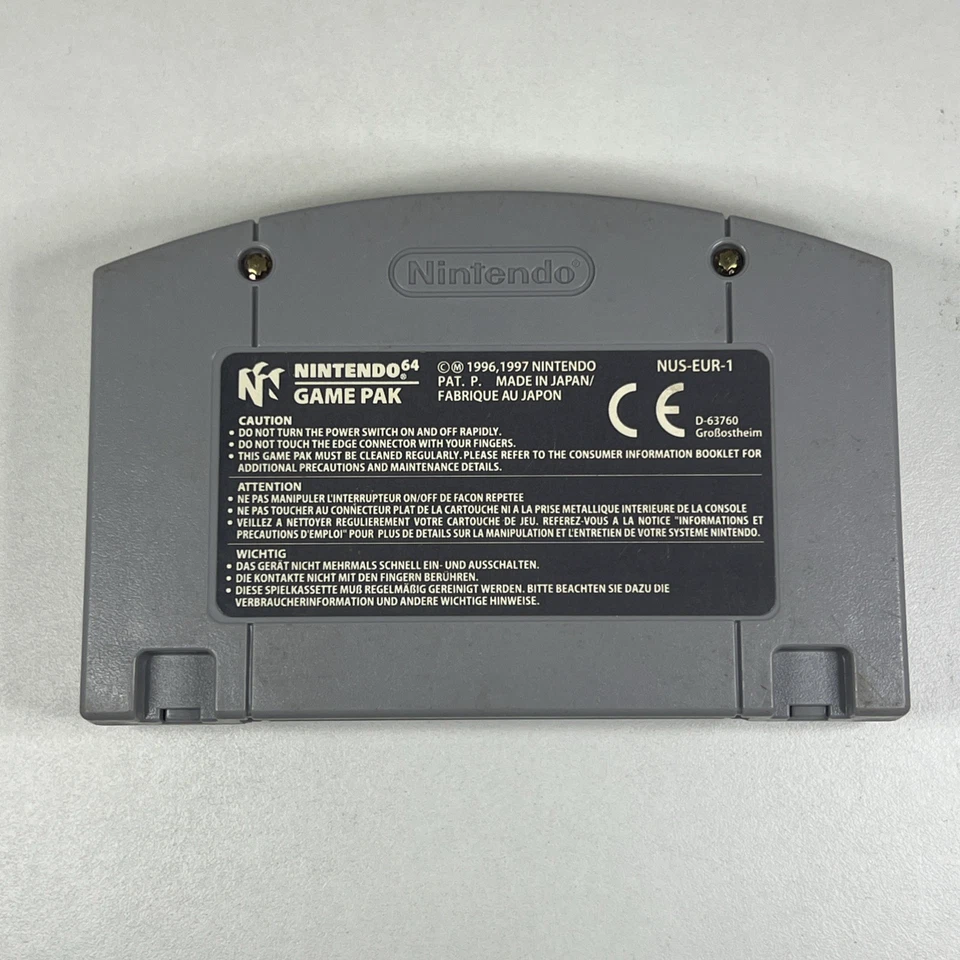 Nintendo®
NINTENDO®64
GAME PAK
©Ⓜ 1996,1997 NINTENDO
PAT. P. MADE IN JAPAN/
FABRIQUE AU JAPON
NUS-EUR-1
CE
D-63760
Großostheim
CAUTION
• DO NOT TURN THE POWER SWITCH ON AND OFF RAPIDLY.
• DO NOT TOUCH THE EDGE CONNECTOR WITH YOUR FINGERS.
• THIS GAME PAK MUST BE CLEANED REGULARLY. PLEASE REFER TO THE CONSUMER INFORMATION BOOKLET FOR
ADDITIONAL PRECAUTIONS AND MAINTENANCE DETAILS.
ATTENTION
• NE PAS MANIPULER L'INTERRUPTEUR ON/OFF DE FACON REPETEE
• NE PAS TOUCHER AU CONNECTEUR PLAT DE LA CARTOUCHE NI A LA PRISE METALLIQUE INTERIEURE DE LA CONSOLE
• VEILLEZ A NETTOYER REGULIEREMENT VOTRE CARTOUCHE DE JEU. REFEREZ-VOUS A LA NOTICE "INFORMATIONS ET
PRECAUTIONS D'EMPLOI" POUR PLUS DE DETAILS SUR LA MANIPULATION ET L'ENTRETIEN DE VOTRE SYSTEME NINTENDO.
WICHTIG
• DAS GERÄT NICHT MEHRMALS SCHNELL EIN- UND AUSSCHALTEN.
• DIE KONTAKTE NICHT MIT DEN FINGERN BERÜHREN.
• DIESE SPIELKASSETTE MUß REGELMÄßIG GEREINIGT WERDEN. BITTE BEACHTEN SIE DAZU DIE
VERBRAUCHERINFORMATION UND ANDERE WICHTIGE HINWEISE.